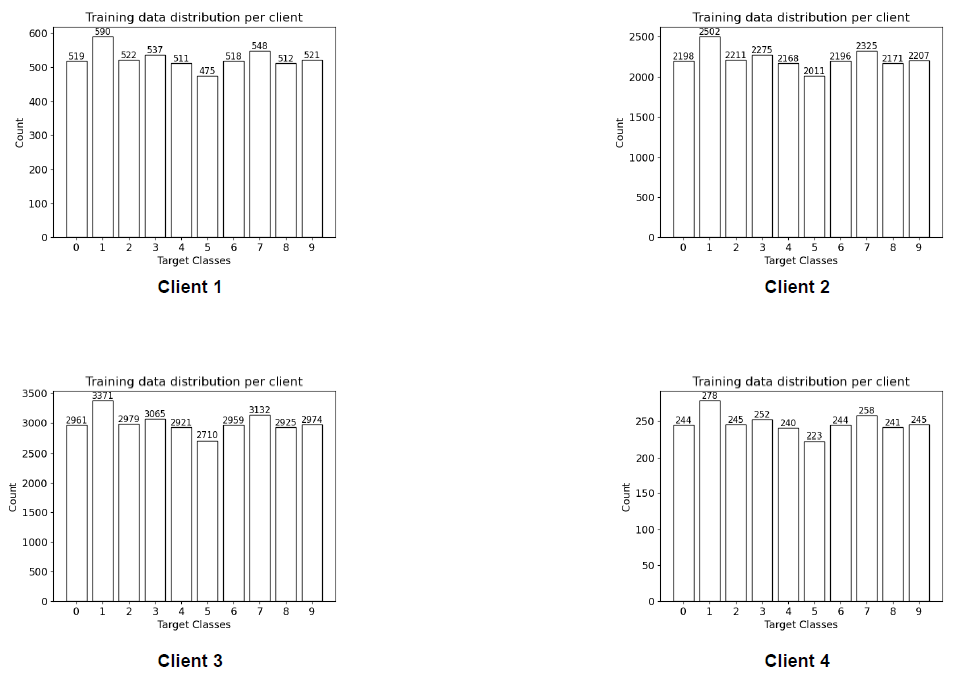 Training data distribution per client
600
500
400
300
200
100
0
Count
519 590 522 537 511 475 518 548 512 521
0 1 2 3 4 5 6 7 8 9
Target Classes
Client 1
Training data distribution per client
2500
2000
1500
1000
500
0
Count
2198 2502 2211 2275 2168 2011 2196 2325 2171 2207
0 1 2 3 4 5 6 7 8 9
Target Classes
Client 2
Training data distribution per client
3500
3000
2500
2000
1500
1000
500
0
Count
2961 3371 2979 3065 2921 2710 2959 3132 2925 2974
0 1 2 3 4 5 6 7 8 9
Target Classes
Client 3
Training data distribution per client
250
200
150
100
50
0
Count
244 278 245 252 240 223 244 258 241 245
0 1 2 3 4 5 6 7 8 9
Target Classes
Client 4